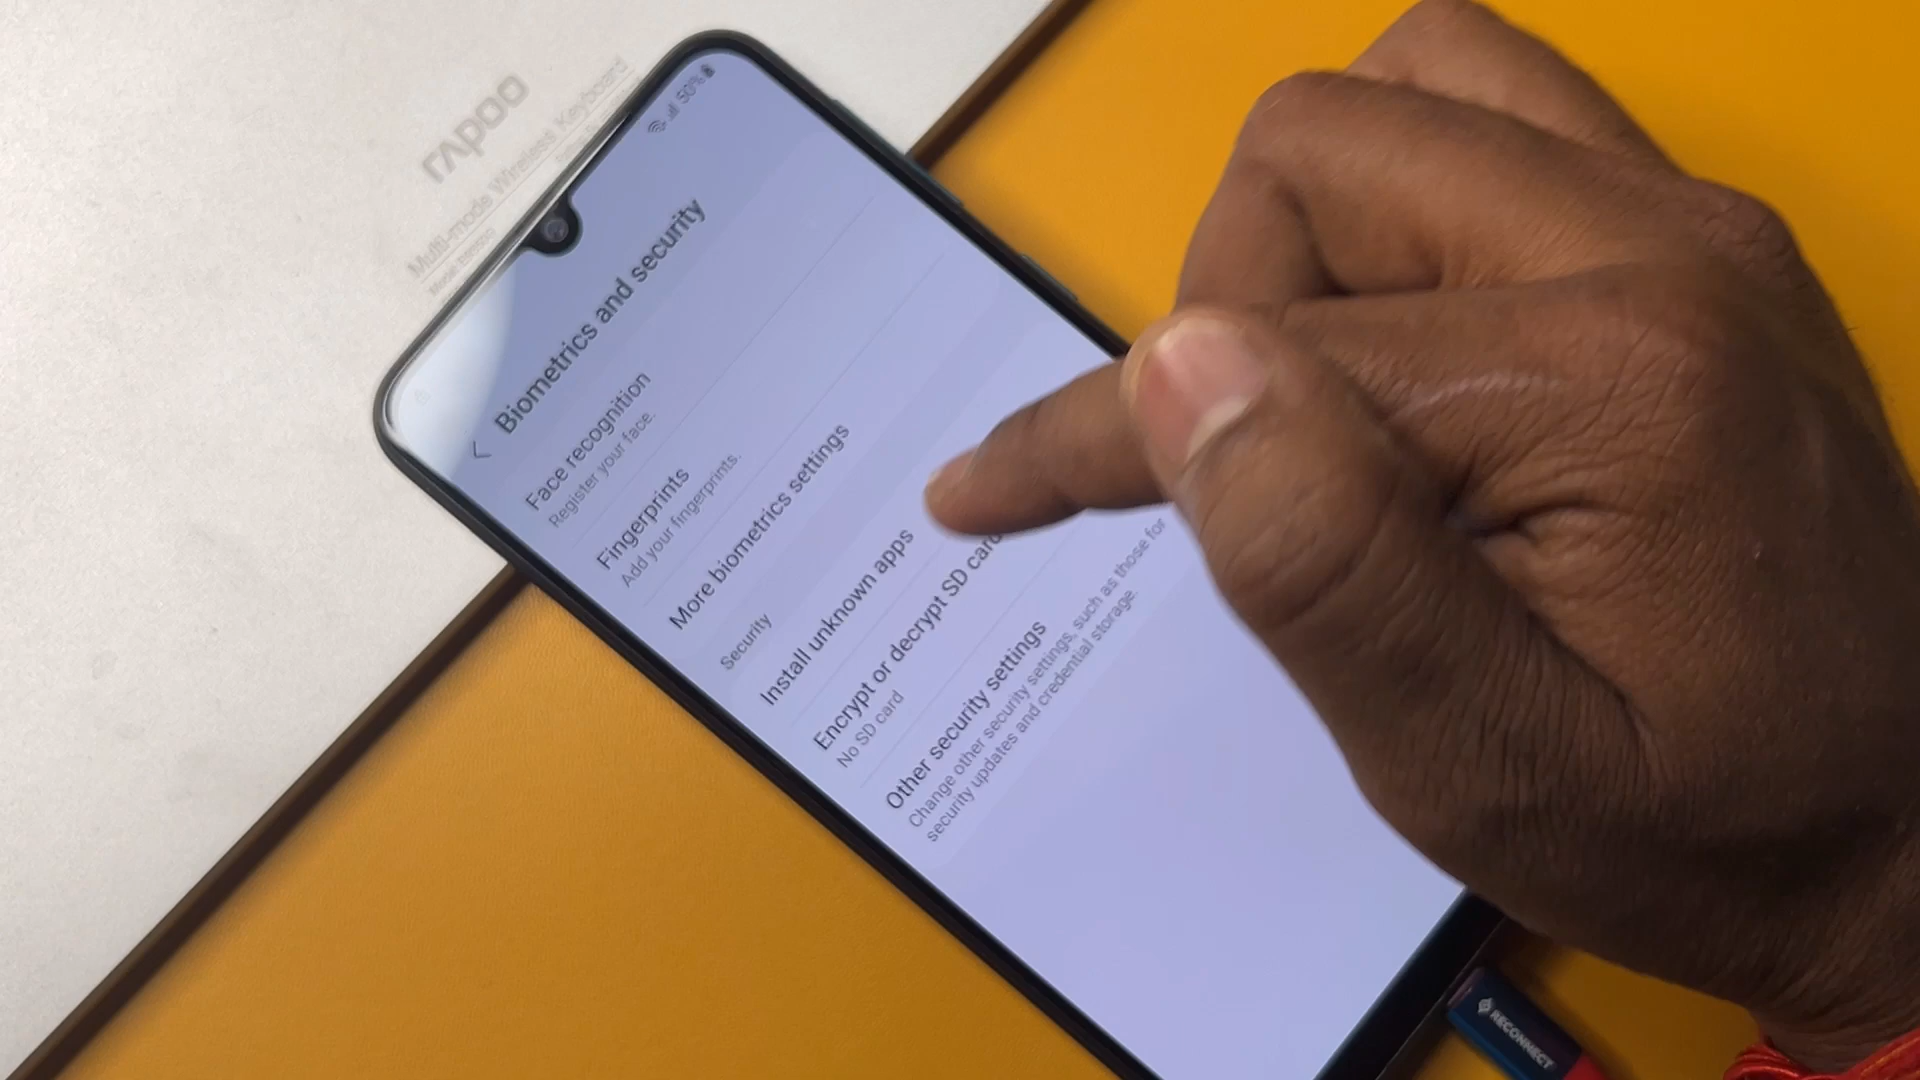 rapoo
Multi-mode Wireless Keyboard
50%
Biometrics and security
Face recognition
Register your face.
Fingerprints
Add your fingerprints.
More biometrics settings
Security
Install unknown apps
Encrypt or decrypt SD card
No SD card
Other security settings
Change other security settings, such as those for
security updates and credential storage.
RECONNECT